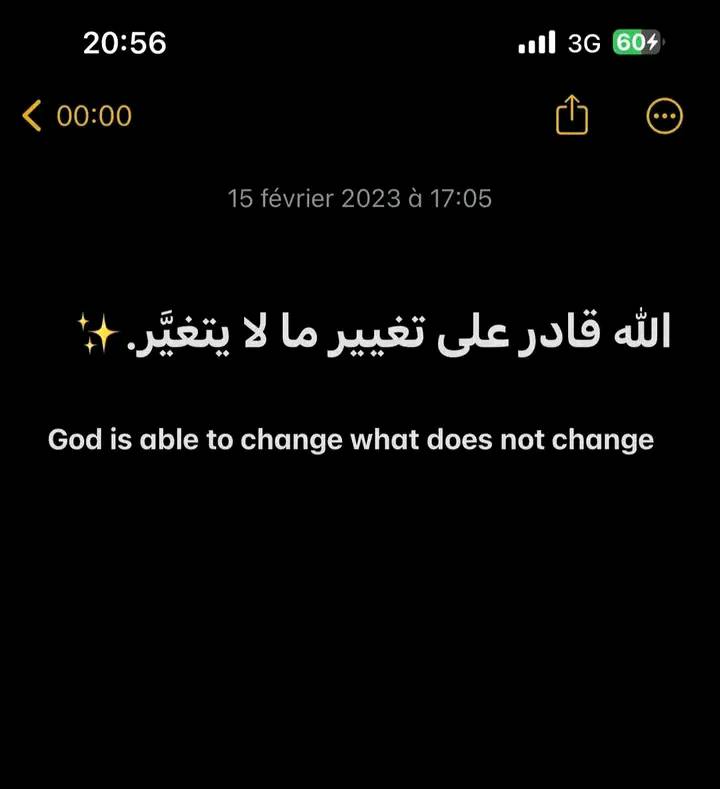 20:56 3G 60
00:00
15 février 2023 à 17:05
الله قادر على تغيير ما لا يتغيَّر. ✨
God is able to change what does not change